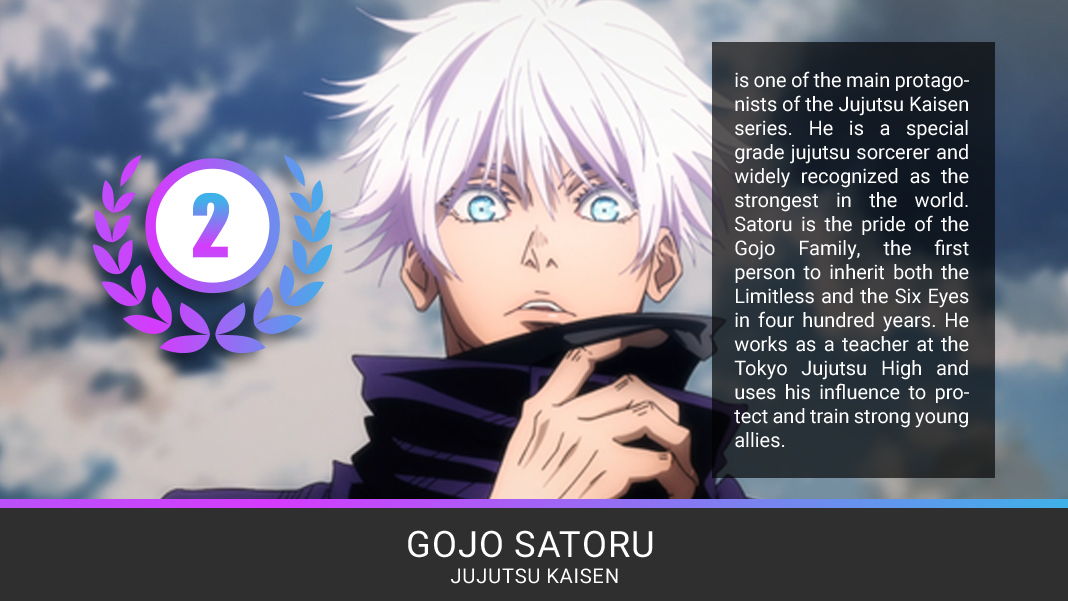 2
is one of the main protago-
nists of the Jujutsu Kaisen
series. He is a special
grade jujutsu sorcerer and
widely recognized as the
strongest in the world.
Satoru is the pride of the
Gojo Family, the first
person to inherit both the
Limitless and the Six Eyes
in four hundred years. He
works as a teacher at the
Tokyo Jujutsu High and
uses his influence to pro-
tect and train strong young
allies.
GOJO SATORU
JUJUTSU KAISEN